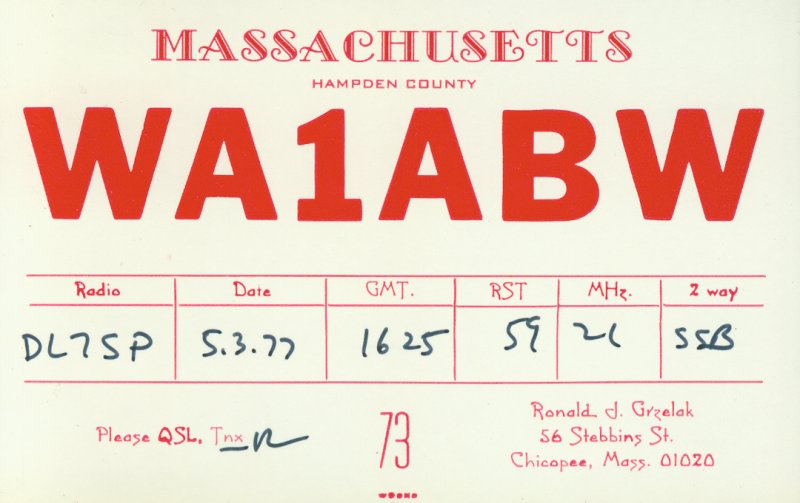 MASSACHUSETTS
HAMPDEN COUNTY
WA1ABW
Radio Date GMT. RST MHz. 2 way
DL7SP 5.3.77 1625 59 21 SSB
Please QSL, Tnx
73
Ronald J. Grzelak
56 Stebbins St.
Chicopee, Mass. 01020